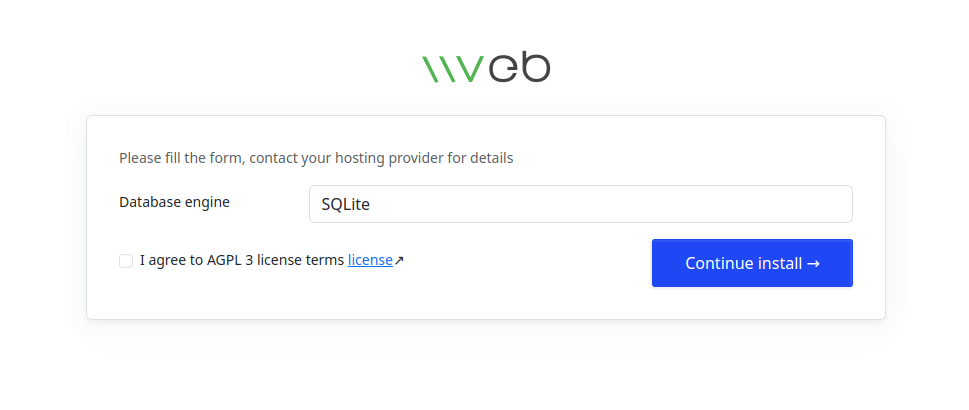 vveb
Please fill the form, contact your hosting provider for details
Database engine
SQLite
I agree to AGPL 3 license terms license↗
Continue install →